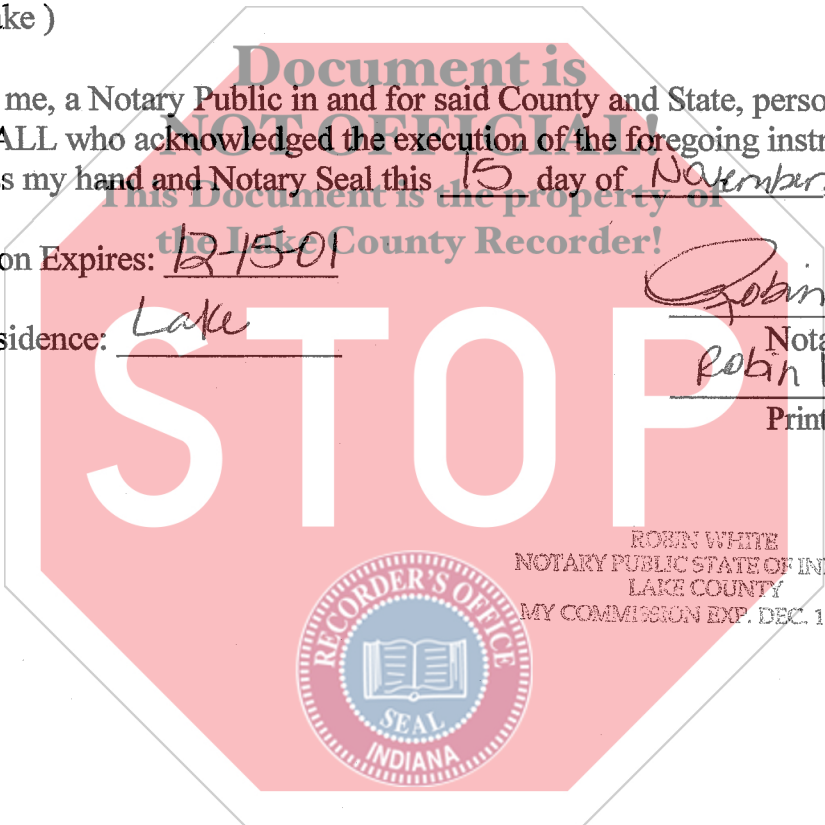 ke )
Document is
me, a Notary Public in and for said County and State, perso
NOT OFFICIAL!
ALL who acknowledged the execution of the foregoing instr
s my hand and Notary Seal this 15 day of November,
This Document is the property of
the Lake County Recorder!
on Expires: 12-15-01
Robin
sidence: Lake
Nota
Robin
Print
STOP
ROBIN WHITE
NOTARY PUBLIC STATE OF IN
LAKE COUNTY
MY COMMISSION EXP. DEC. 1
RECORDER'S OFFICE
SEAL
INDIANA